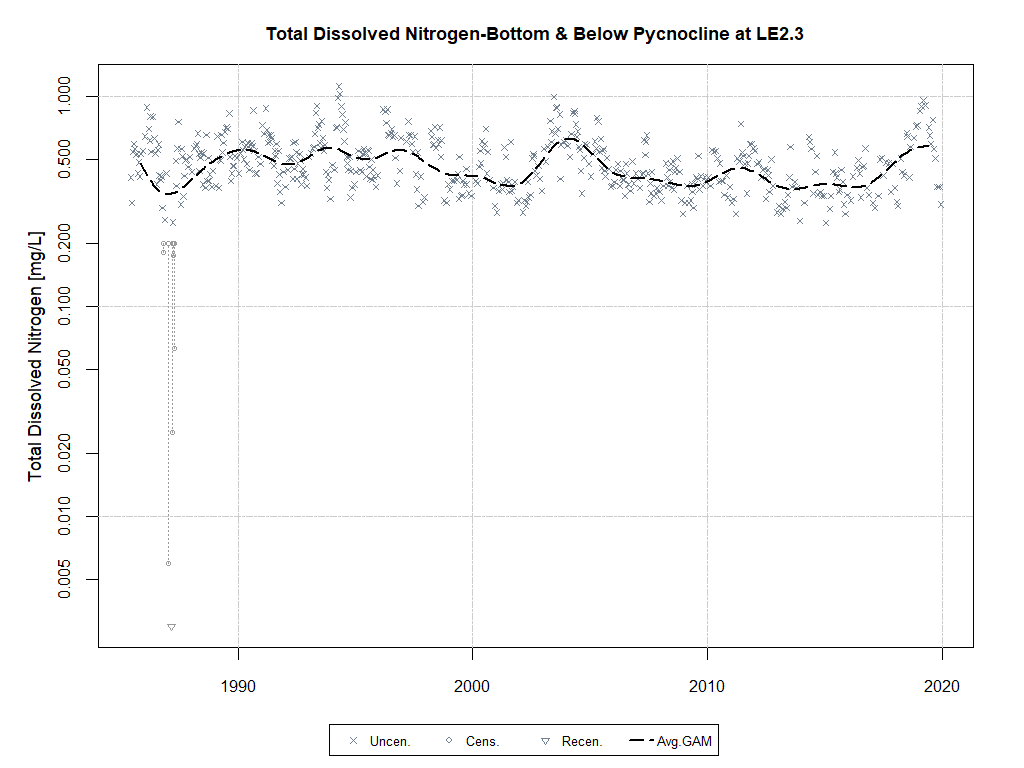 Total Dissolved Nitrogen-Bottom & Below Pycnocline at LE2.3
Total Dissolved Nitrogen [mg/L]
1.000
0.500
0.200
0.100
0.050
0.020
0.010
0.005
1990 2000 2010 2020
Uncen. Cens. Recen. Avg.GAM